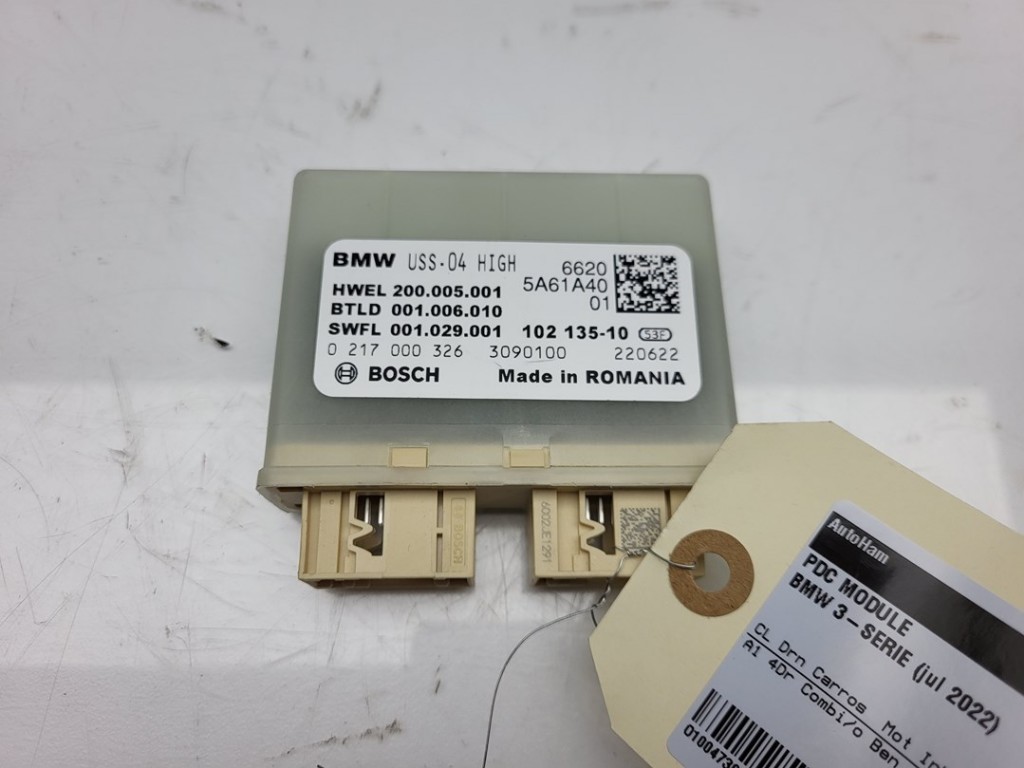 BMW USS-04 HIGH 6620
HWEL 200.005.001 5A61A40
BTLD 001.006.010 01
SWFL 001.029.001 102 135-10 S3F
0 217 000 326 3090100 220622
BOSCH Made in ROMANIA
AutoHam
PDC MODULE
BMW 3-SERIE (jul 2022)
CL Drn Carros Mot
A1 4Dr Combi/o Ben